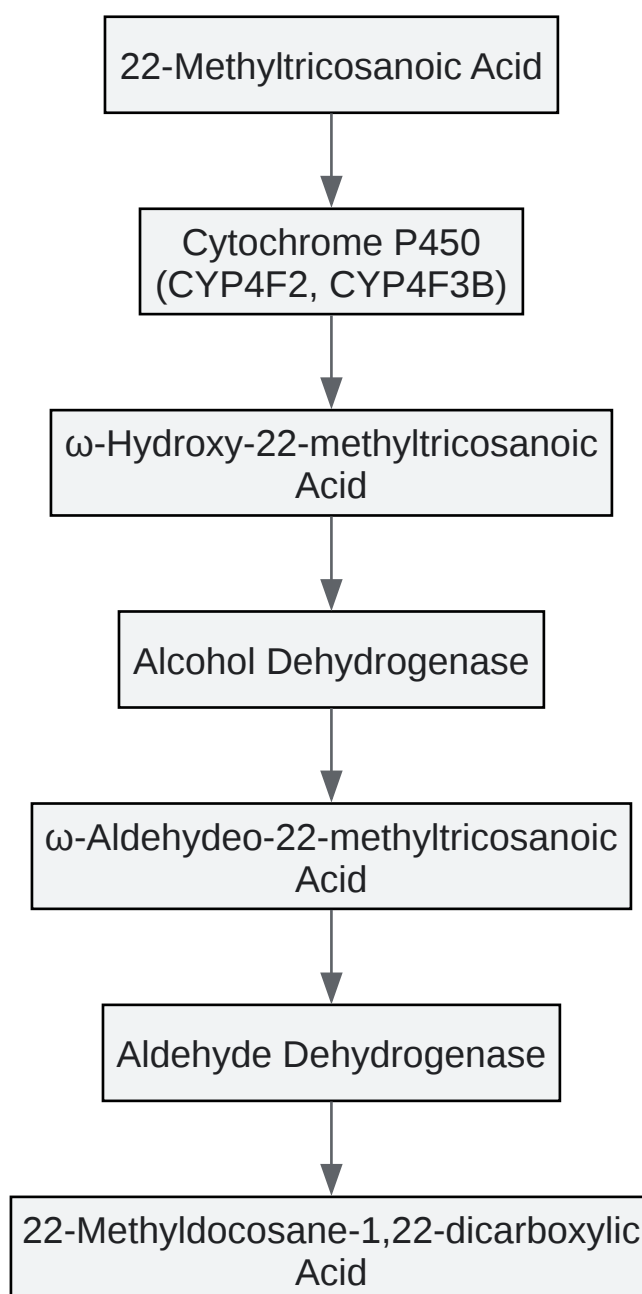 22-Methyltricosanoic Acid
Cytochrome P450
(CYP4F2, CYP4F3B)
ω-Hydroxy-22-methyltricosanoic
Acid
Alcohol Dehydrogenase
ω-Aldehydeo-22-methyltricosanoic
Acid
Aldehyde Dehydrogenase
22-Methyldocosane-1,22-dicarboxylic
Acid